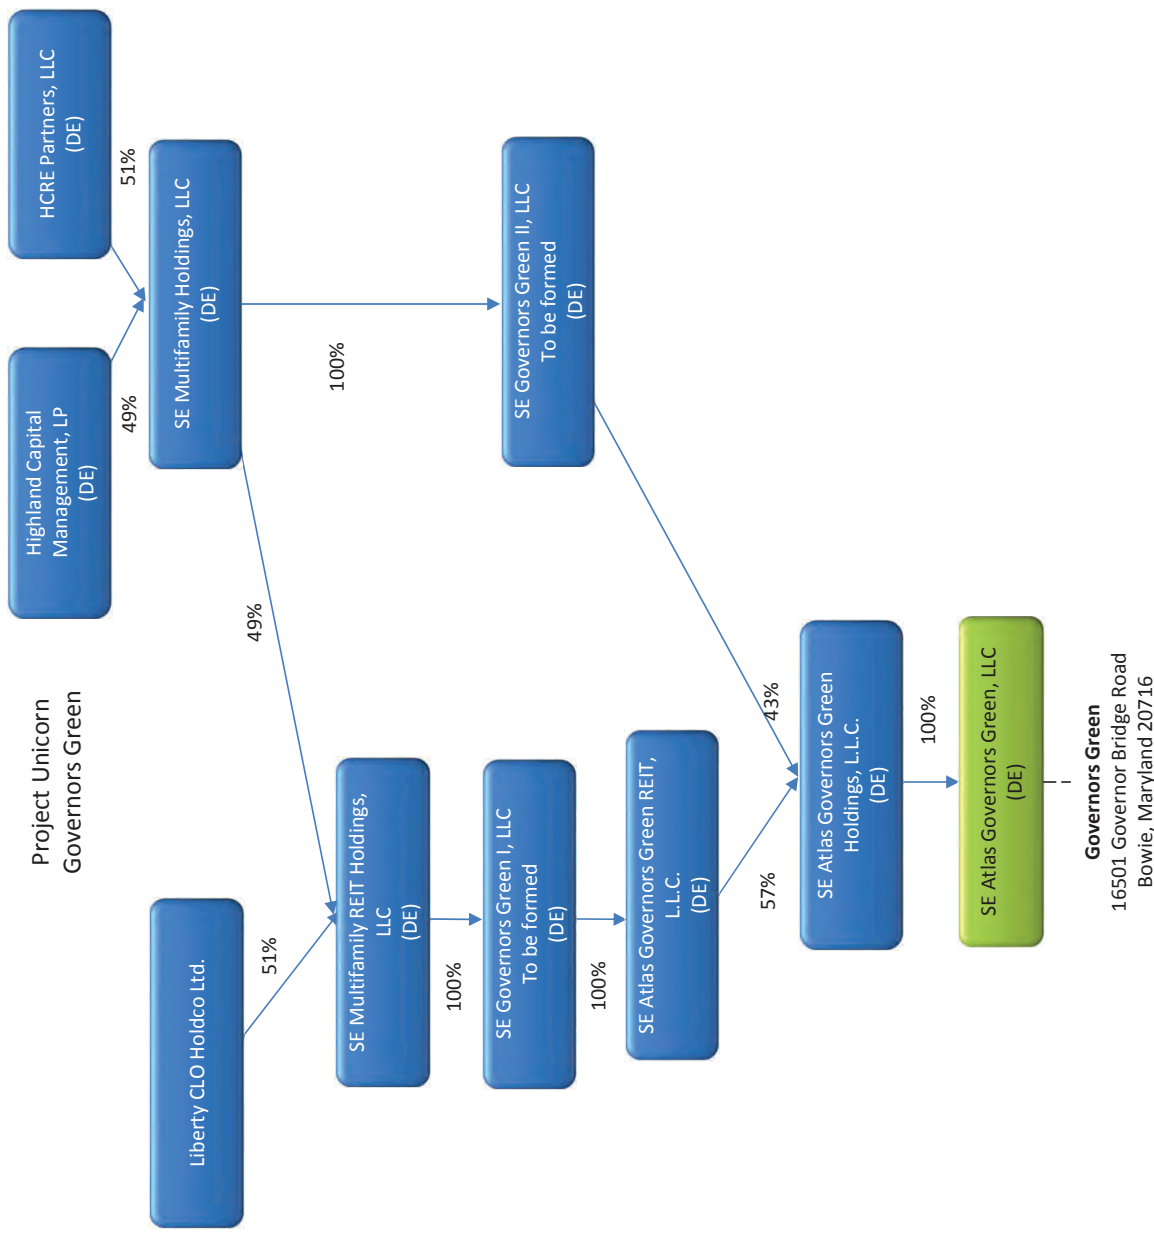 Project Unicorn
Governors Green
Highland Capital
Management, LP
(DE)
HCRE Partners, LLC
(DE)
49%
51%
Liberty CLO Holdco Ltd.
SE Multifamily Holdings, LLC
(DE)
51%
49%
100%
SE Multifamily REIT Holdings,
LLC
(DE)
100%
SE Governors Green I, LLC
To be formed
(DE)
SE Governors Green II, LLC
To be formed
(DE)
100%
SE Atlas Governors Green REIT,
L.L.C.
(DE)
57%
43%
SE Atlas Governors Green
Holdings, L.L.C.
(DE)
100%
SE Atlas Governors Green, LLC
(DE)
Governors Green
16501 Governor Bridge Road
Bowie, Maryland 20716